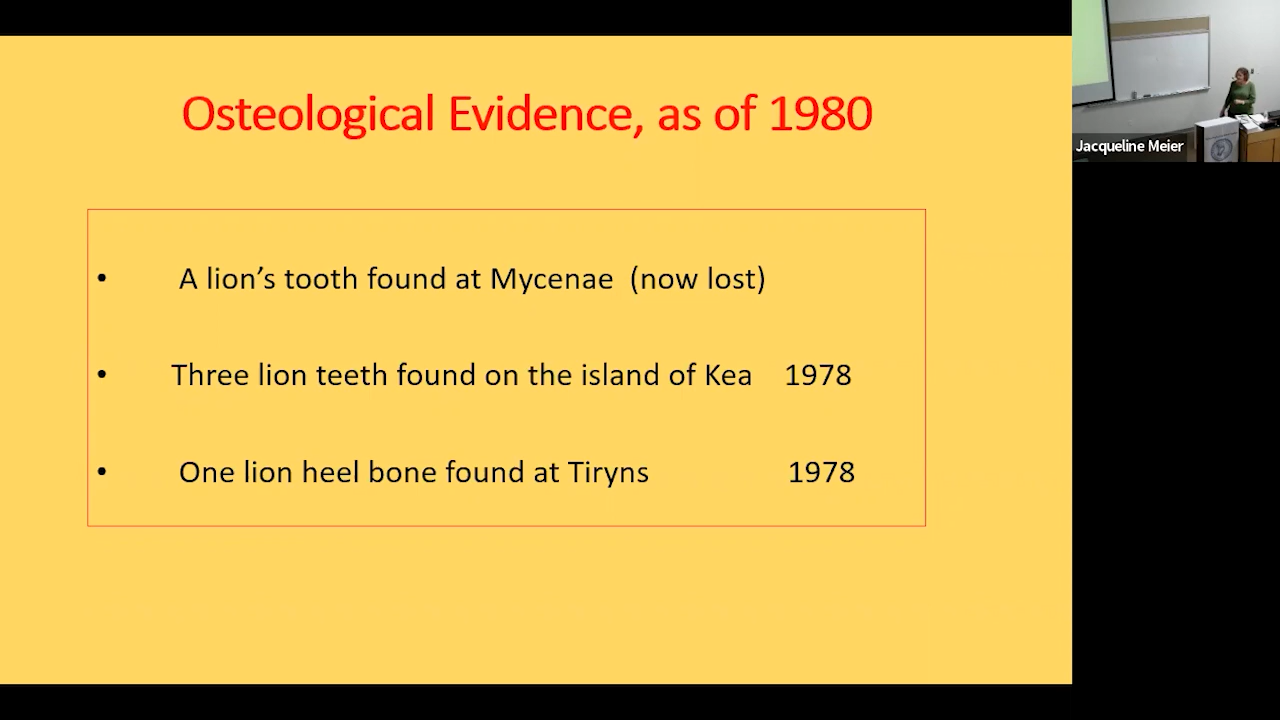 Osteological Evidence, as of 1980
• A lion’s tooth found at Mycenae (now lost)
• Three lion teeth found on the island of Kea 1978
• One lion heel bone found at Tiryns 1978
Jacqueline Meier